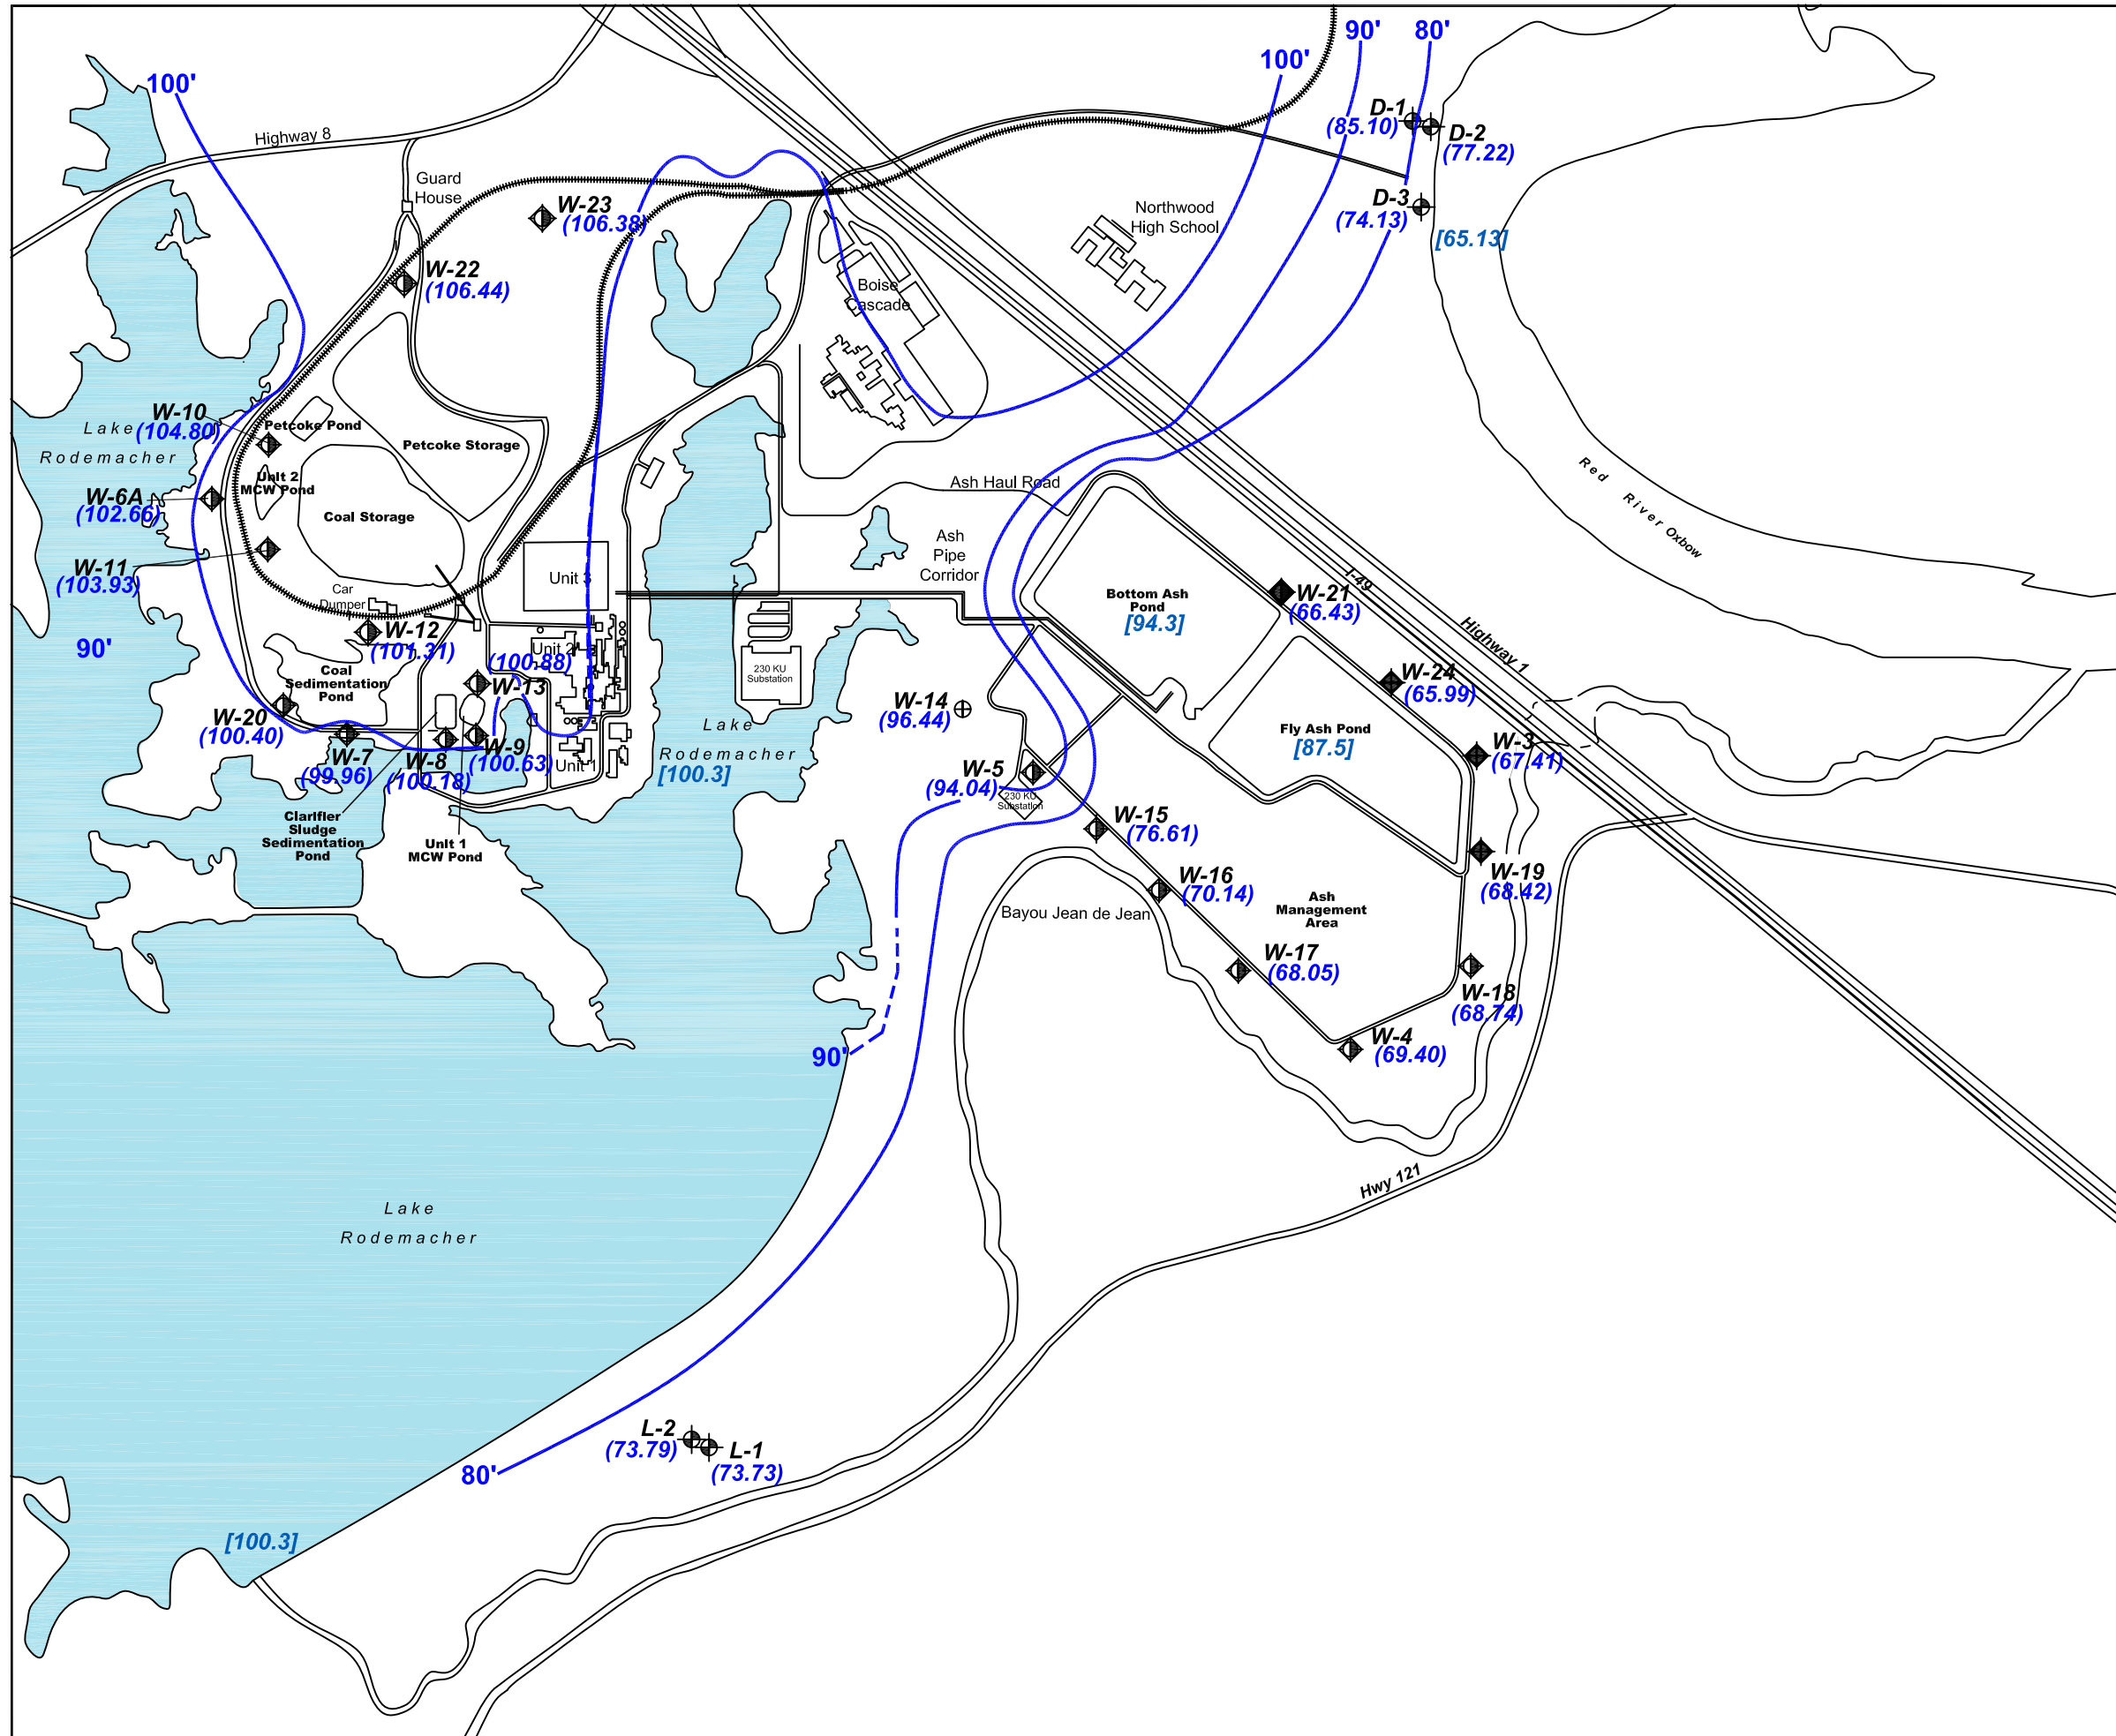 90'
80'
100'
100'
D-1
(85.10)
D-2
(77.22)
Highway 8
Guard
House
W-23
(106.38)
D-3
(74.13)
Northwood
High School
[65.13]
W-22
(106.44)
Boise
Cascade
W-10
(104.80)
Lake
Rodemacher
Petcoke Pond
Petcoke Storage
Unit 2
MCW Pond
W-6A
(102.66)
Coal Storage
Ash Haul Road
Red River Oxbow
Ash
Pipe
Corridor
W-11
(103.93)
Unit 3
Car
Dumper
I-49
Bottom Ash
Pond
[94.3]
W-21
(66.43)
Highway 1
90'
W-12
(101.31)
Unit 2
(100.88)
W-13
Coal
Sedimentation
Pond
230 KU
Substation
W-14
(96.44)
W-24
(65.99)
W-20
(100.40)
Fly Ash Pond
[87.5]
W-3
(67.41)
W-7
(99.96)
W-8
(100.18)
W-9
(100.63)
Unit 1
Lake
Rodemacher
[100.3]
W-5
(94.04)
230 KU
Substation
W-15
(76.61)
Clarifier
Sludge
Sedimentation
Pond
Unit 1
MCW Pond
W-19
(68.42)
W-16
(70.14)
Ash
Management
Area
Bayou Jean de Jean
W-17
(68.05)
W-18
(68.74)
W-4
(69.40)
90'
Hwy 121
Lake
Rodemacher
L-2
(73.79)
L-1
(73.73)
80'
[100.3]